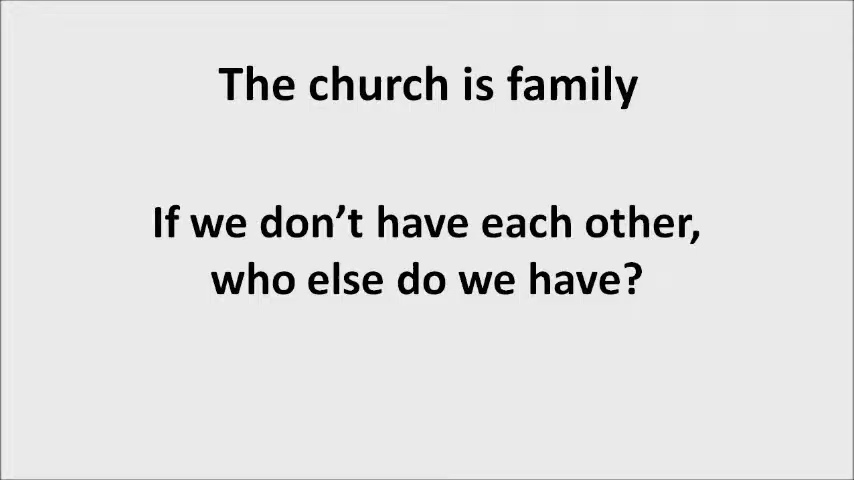 The church is family
If we don’t have each other,
who else do we have?